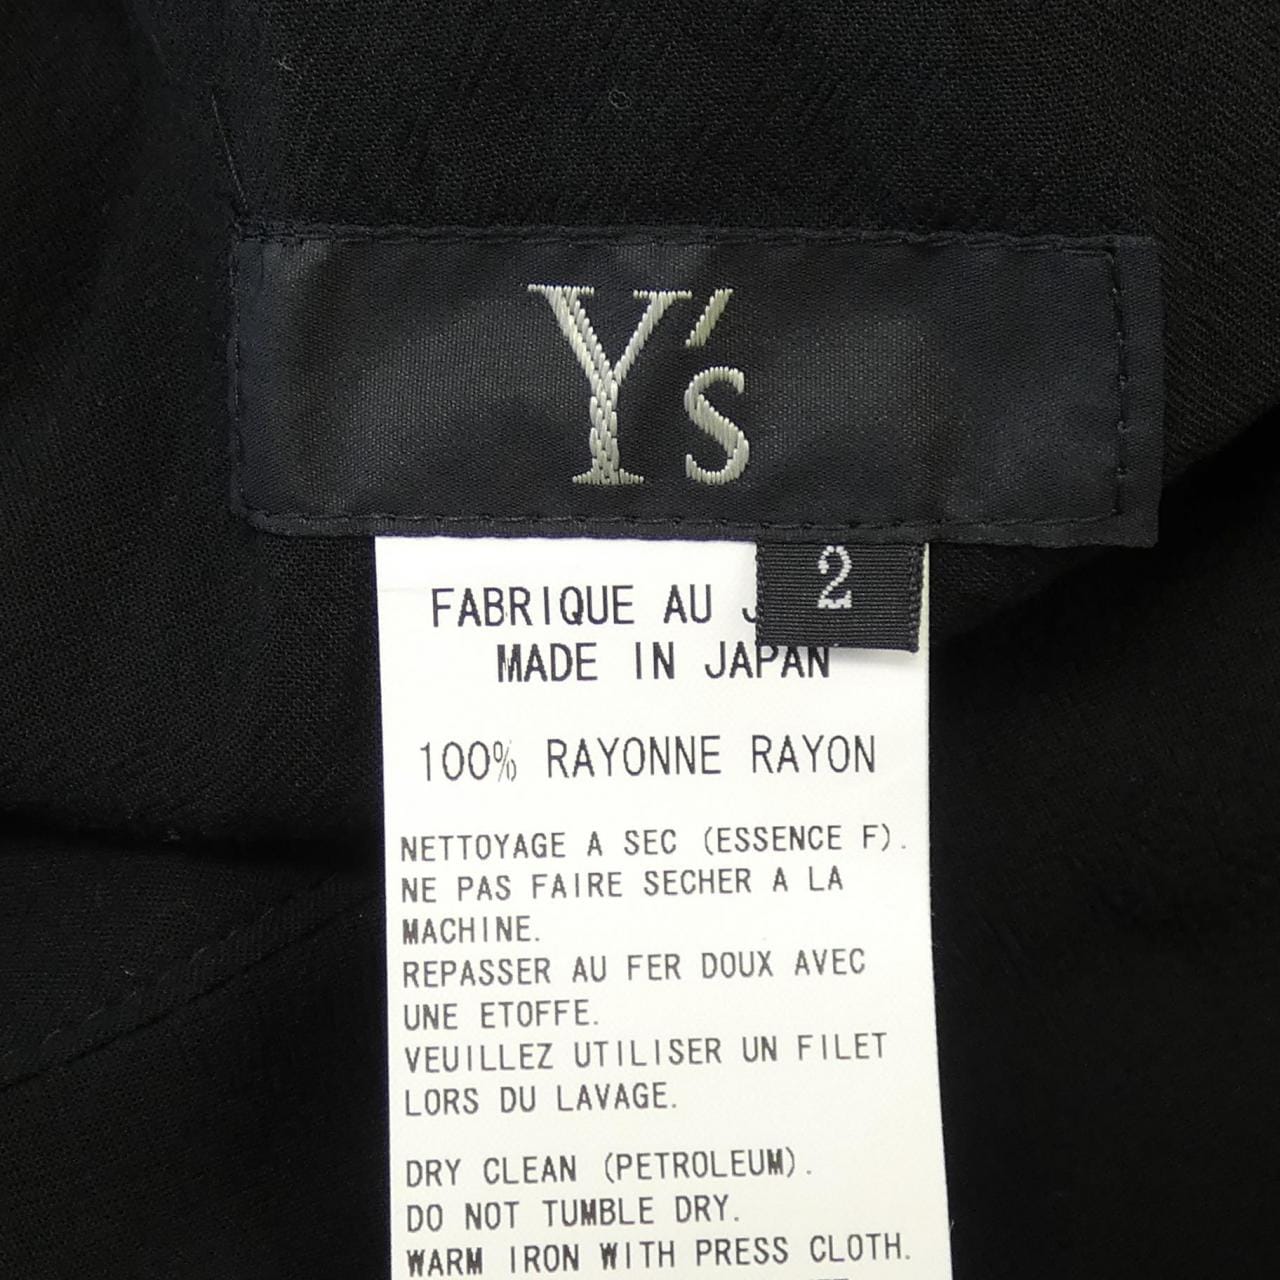 Y's
2
FABRIQUE AU
MADE IN JAPAN
100% RAYONNE RAYON
NETTOYAGE A SEC (ESSENCE F).
NE PAS FAIRE SECHER A LA
MACHINE.
REPASSER AU FER DOUX AVEC
UNE ETOFFE.
VEUILLEZ UTILISER UN FILET
LORS DU LAVAGE.
DRY CLEAN (PETROLEUM).
DO NOT TUMBLE DRY.
WARM IRON WITH PRESS CLOTH.